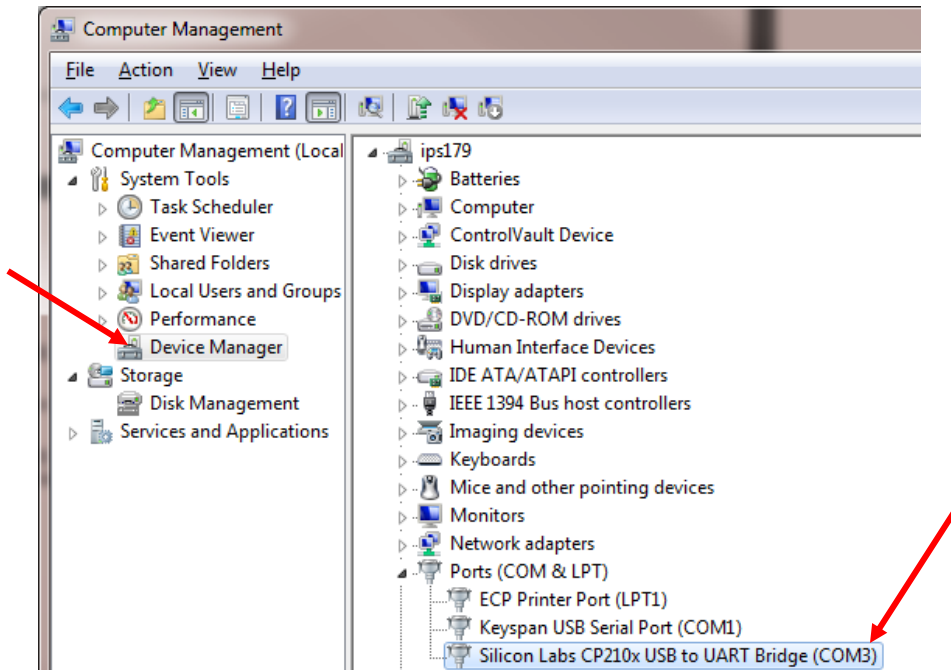 Computer Management
File Action View Help
Computer Management (Local
System Tools
Task Scheduler
Event Viewer
Shared Folders
Local Users and Groups
Performance
Device Manager
Storage
Disk Management
Services and Applications
ips179
Batteries
Computer
ControlVault Device
Disk drives
Display adapters
DVD/CD-ROM drives
Human Interface Devices
IDE ATA/ATAPI controllers
IEEE 1394 Bus host controllers
Imaging devices
Keyboards
Mice and other pointing devices
Monitors
Network adapters
Ports (COM & LPT)
ECP Printer Port (LPT1)
Keyspan USB Serial Port (COM1)
Silicon Labs CP210x USB to UART Bridge (COM3)